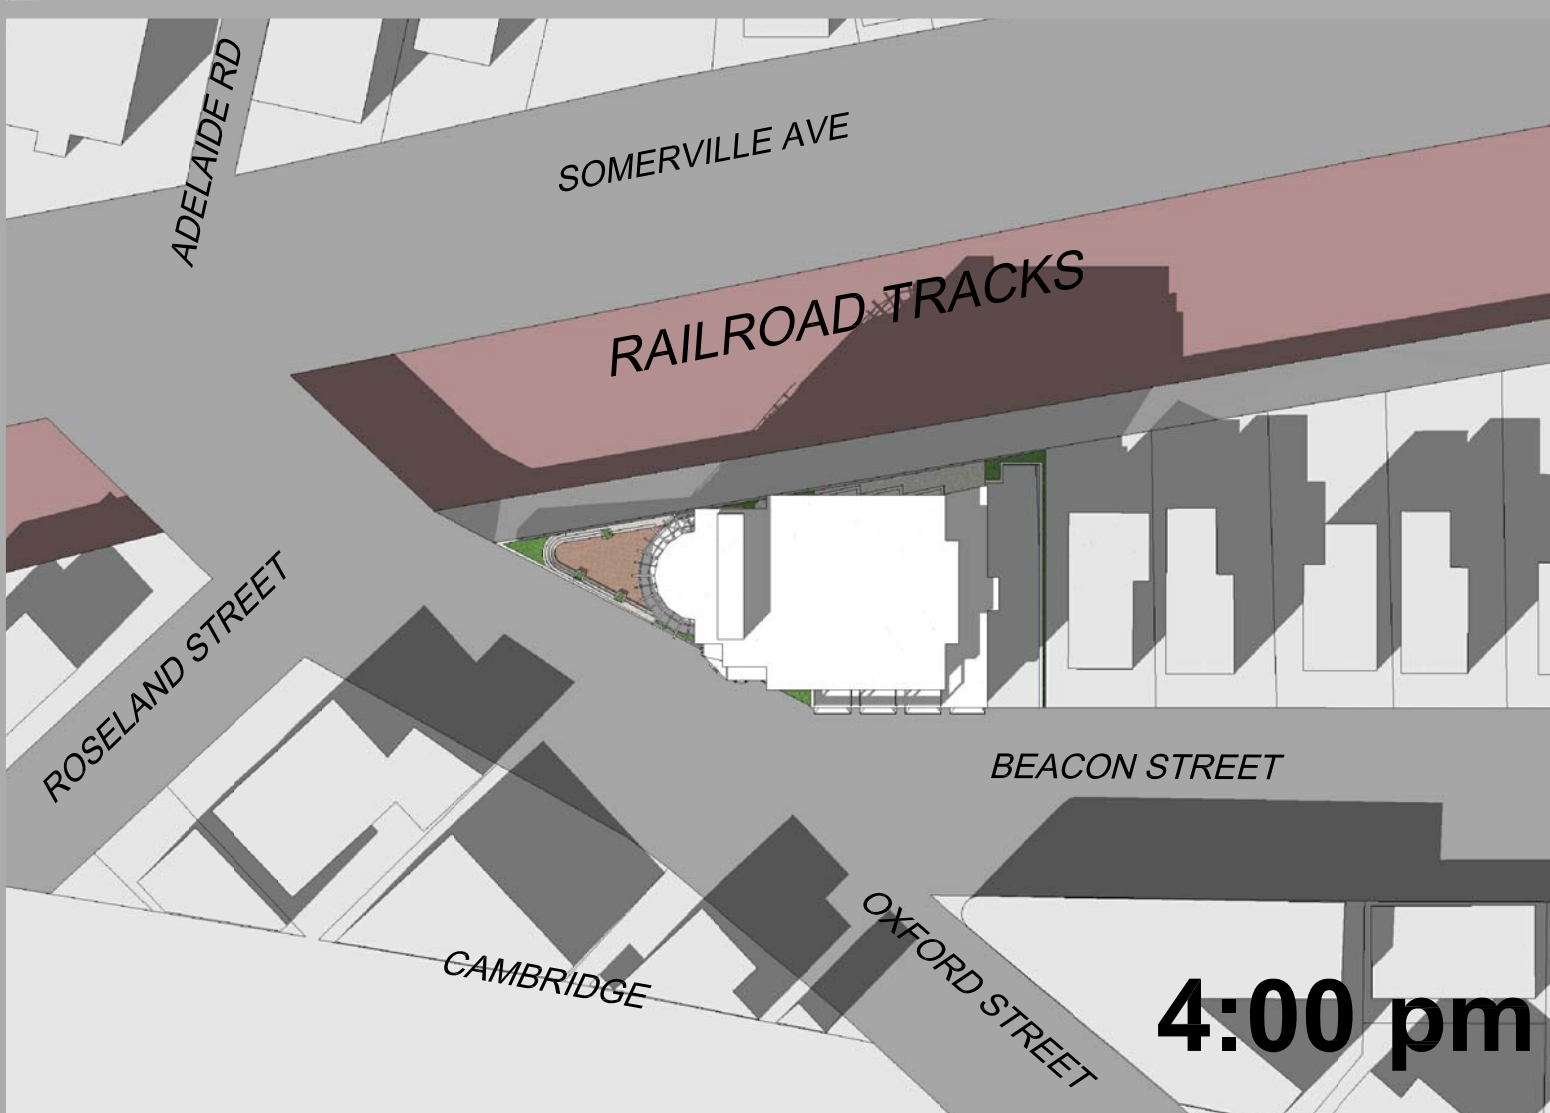 ADELAIDE RD
SOMERVILLE AVE
RAILROAD TRACKS
ROSELAND STREET
BEACON STREET
OXFORD STREET
CAMBRIDGE
4:00 pm